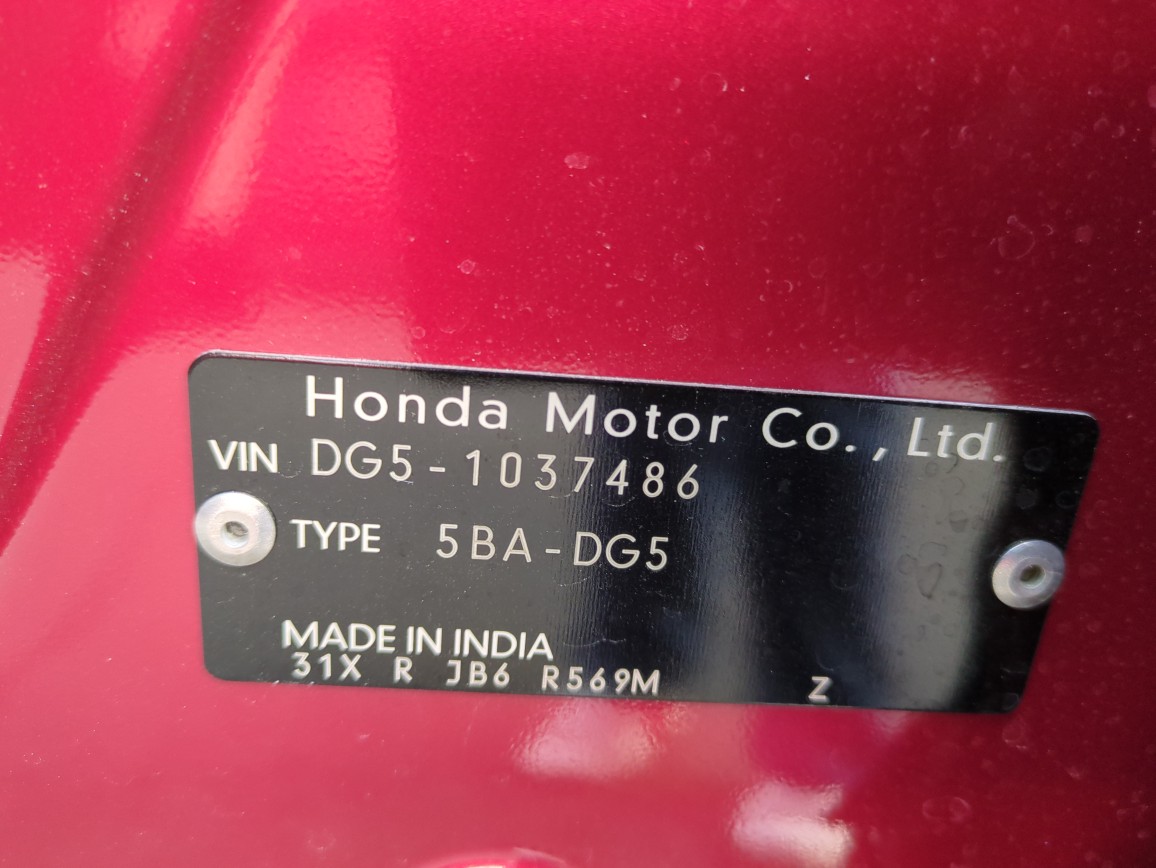 Honda Motor Co., Ltd.
VIN DG5-1037486
TYPE 5BA-DG5
MADE IN INDIA
31X R JB6 R569M Z